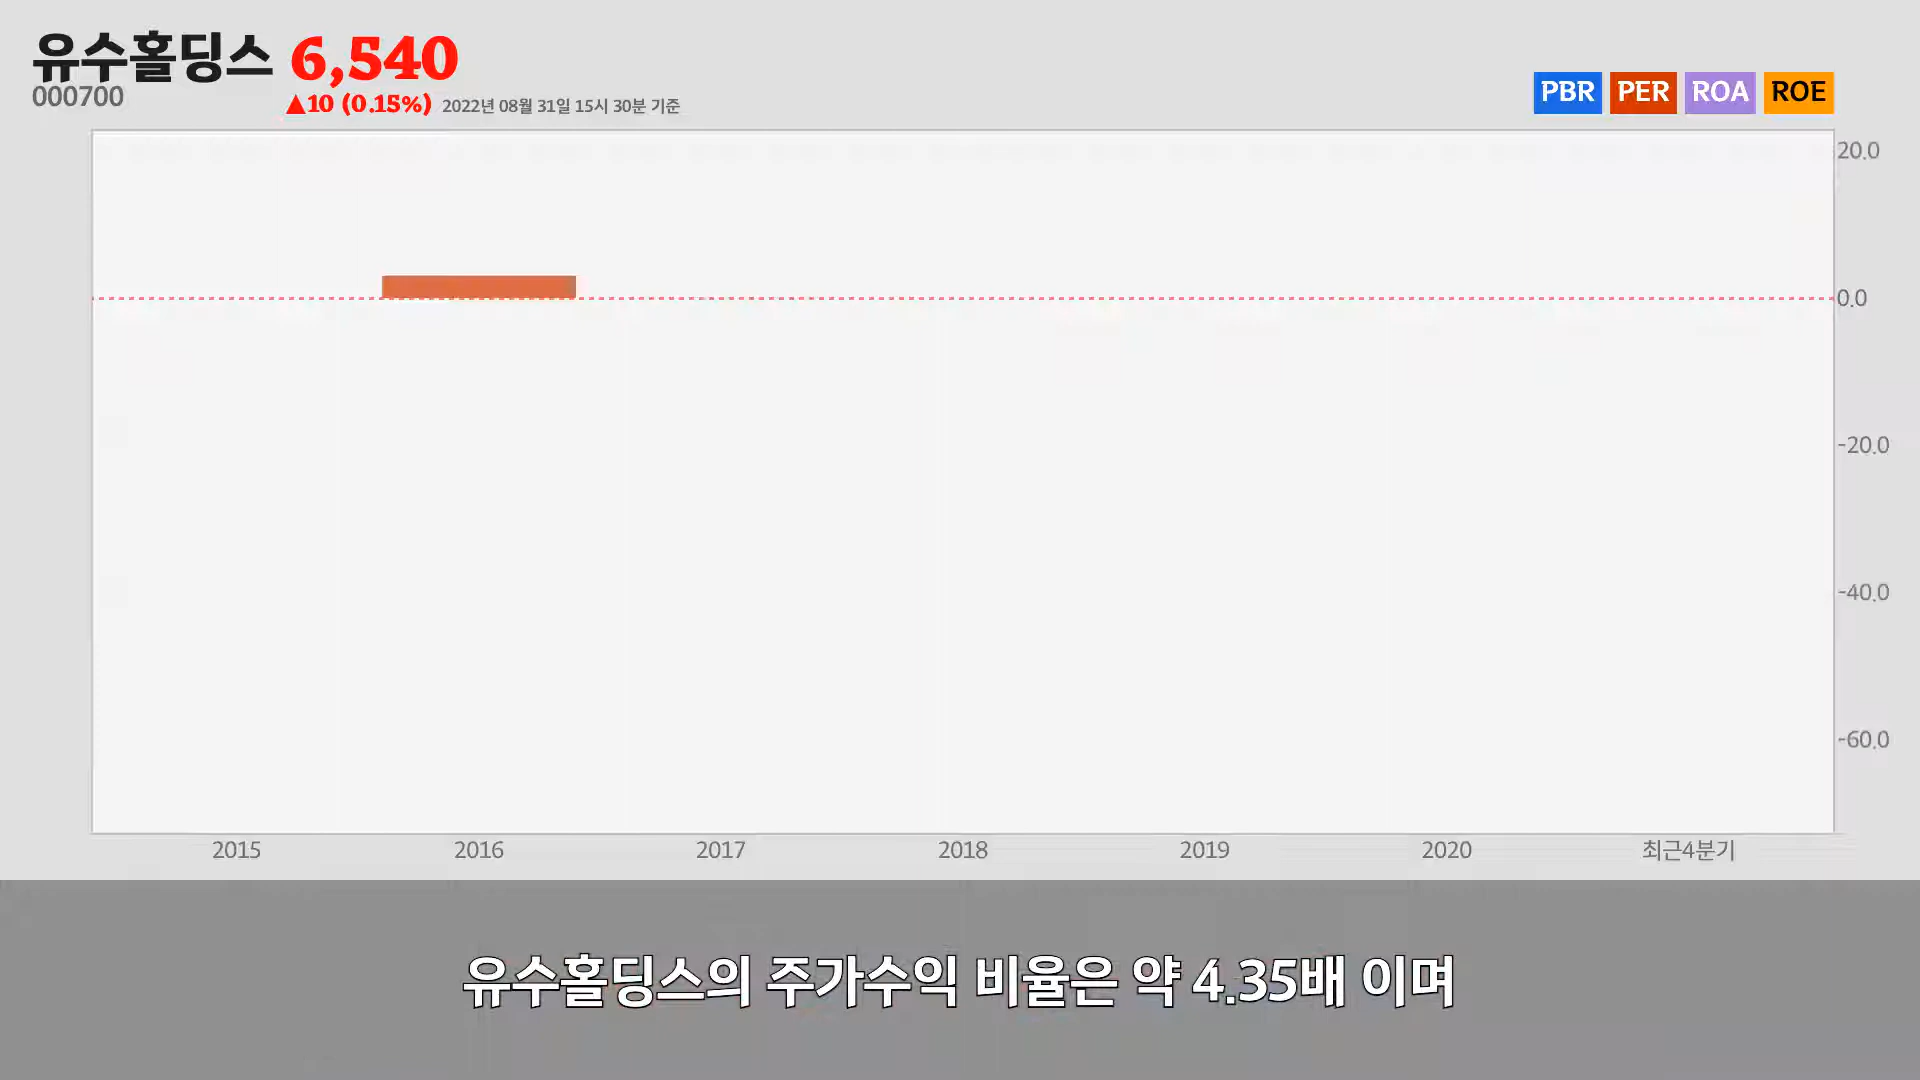 유수홀딩스 6,540
000700
▲10 (0.15%) 2022년 08월 31일 15시 30분 기준
PBR PER ROA ROE
20.0
0.0
-20.0
-40.0
-60.0
2015 2016 2017 2018 2019 2020 최근4분기
유수홀딩스의 주가수익 비율은 약 4.35배 이며